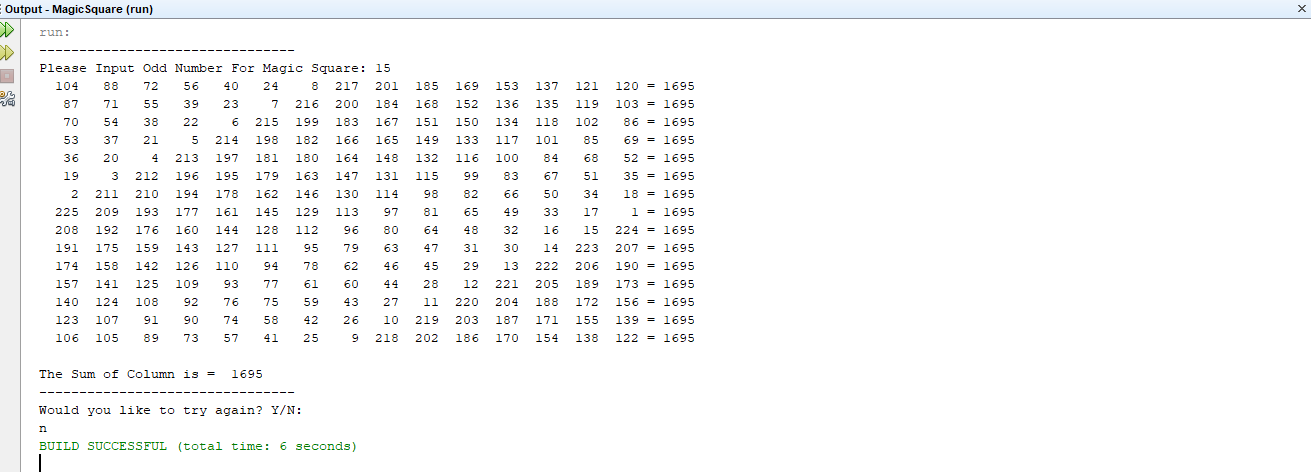 Output - MagicSquare (run)
run:
--------------------------------
Please Input Odd Number For Magic Square: 15
104 88 72 56 40 24 8 217 201 185 169 153 137 121 120 = 1695
87 71 55 39 23 7 216 200 184 168 152 136 135 119 103 = 1695
70 54 38 22 6 215 199 183 167 151 150 134 118 102 86 = 1695
53 37 21 5 214 198 182 166 165 149 133 117 101 85 69 = 1695
36 20 4 213 197 181 180 164 148 132 116 100 84 68 52 = 1695
19 3 212 196 195 179 163 147 131 115 99 83 67 51 35 = 1695
2 211 210 194 178 162 146 130 114 98 82 66 50 34 18 = 1695
225 209 193 177 161 145 129 113 97 81 65 49 33 17 1 = 1695
208 192 176 160 144 128 112 96 80 64 48 32 16 15 224 = 1695
191 175 159 143 127 111 95 79 63 47 31 30 14 223 207 = 1695
174 158 142 126 110 94 78 62 46 45 29 13 222 206 190 = 1695
157 141 125 109 93 77 61 60 44 28 12 221 205 189 173 = 1695
140 124 108 92 76 75 59 43 27 11 220 204 188 172 156 = 1695
123 107 91 90 74 58 42 26 10 219 203 187 171 155 139 = 1695
106 105 89 73 57 41 25 9 218 202 186 170 154 138 122 = 1695
The Sum of Column is =  1695
--------------------------------
Would you like to try again? Y/N:
n
BUILD SUCCESSFUL (total time: 6 seconds)